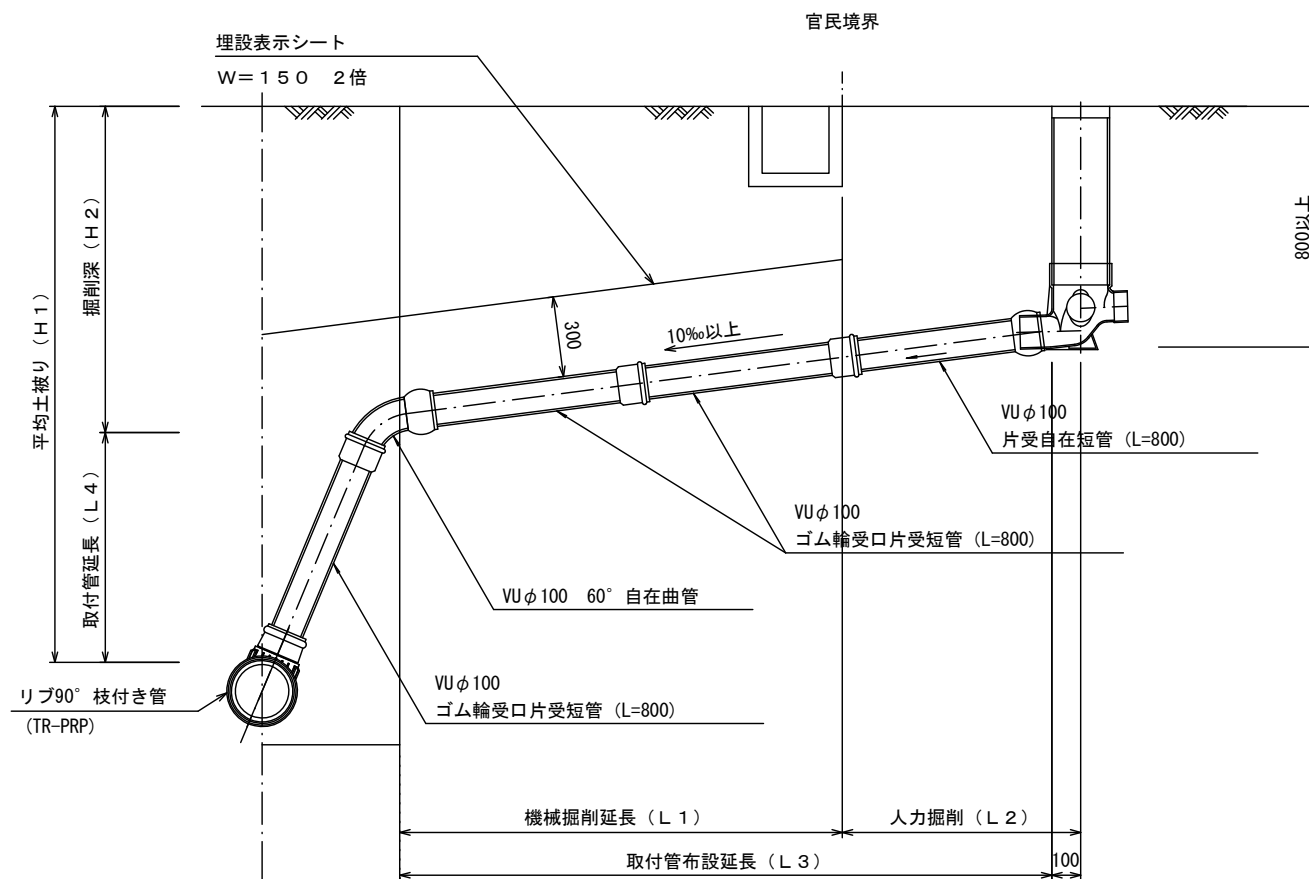 官民境界
埋設表示シート
Ｗ＝１５０ ２倍
800以上
掘削深（Ｈ２）
平均土被り（Ｈ１）
300
10‰以上
VUφ100
片受自在短管（L=800）
取付管延長（Ｌ４）
VUφ100
ゴム輪受口片受短管（L=800）
VUφ100 60°自在曲管
VUφ100
ゴム輪受口片受短管（L=800）
リブ90°枝付き管
(TR-PRP)
機械掘削延長（Ｌ１）
人力掘削（Ｌ２）
取付管布設延長（Ｌ３）
100